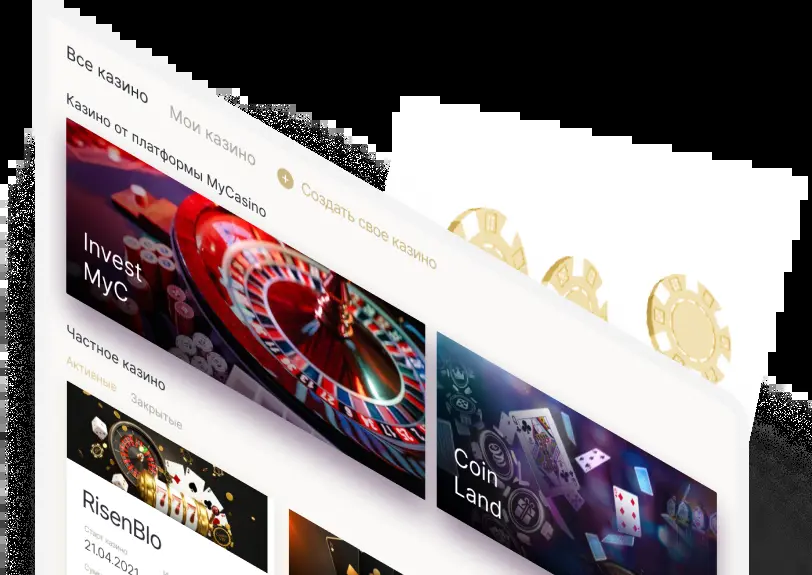 Все казино
Мои казино
Создать свое казино
Казино от платформы MyCasino
Invest
MyC
Coin
Land
Частное казино
Активные
Закрытые
RisenBlo
Старт казино
21.04.2021